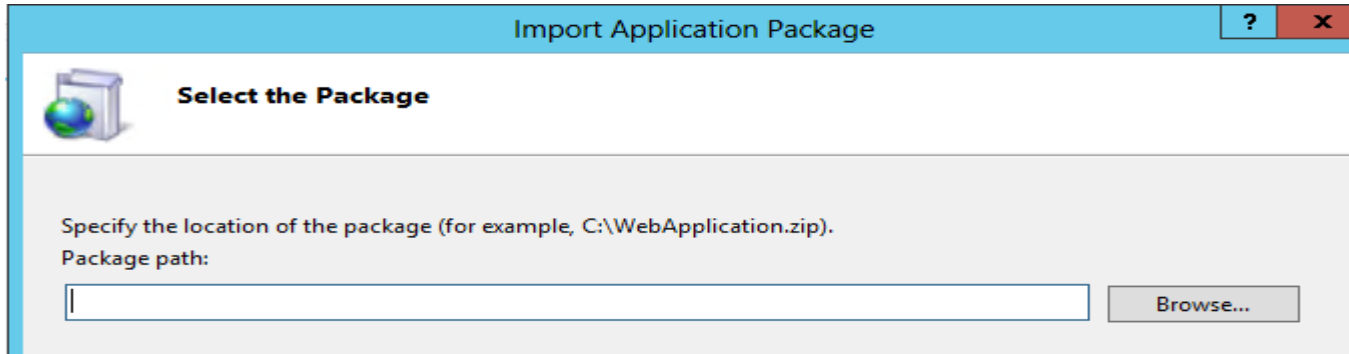 Import Application Package
? x
Select the Package
Specify the location of the package (for example, C:\WebApplication.zip).
Package path:
Browse...